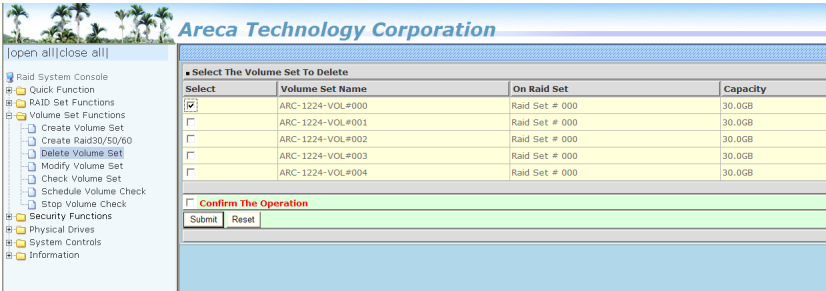 Areca Technology Corporation
|open all|close all|
Raid System Console
Quick Function
RAID Set Functions
Volume Set Functions
Create Volume Set
Create Raid30/50/60
Delete Volume Set
Modify Volume Set
Check Volume Set
Schedule Volume Check
Stop Volume Check
Security Functions
Physical Drives
System Controls
Information
Select The Volume Set To Delete
Select Volume Set Name On Raid Set Capacity
ARC-1224-VOL#000 Raid Set # 000 30.0GB
ARC-1224-VOL#001 Raid Set # 000 30.0GB
ARC-1224-VOL#002 Raid Set # 000 30.0GB
ARC-1224-VOL#003 Raid Set # 000 30.0GB
ARC-1224-VOL#004 Raid Set # 000 30.0GB
Confirm The Operation
Submit Reset